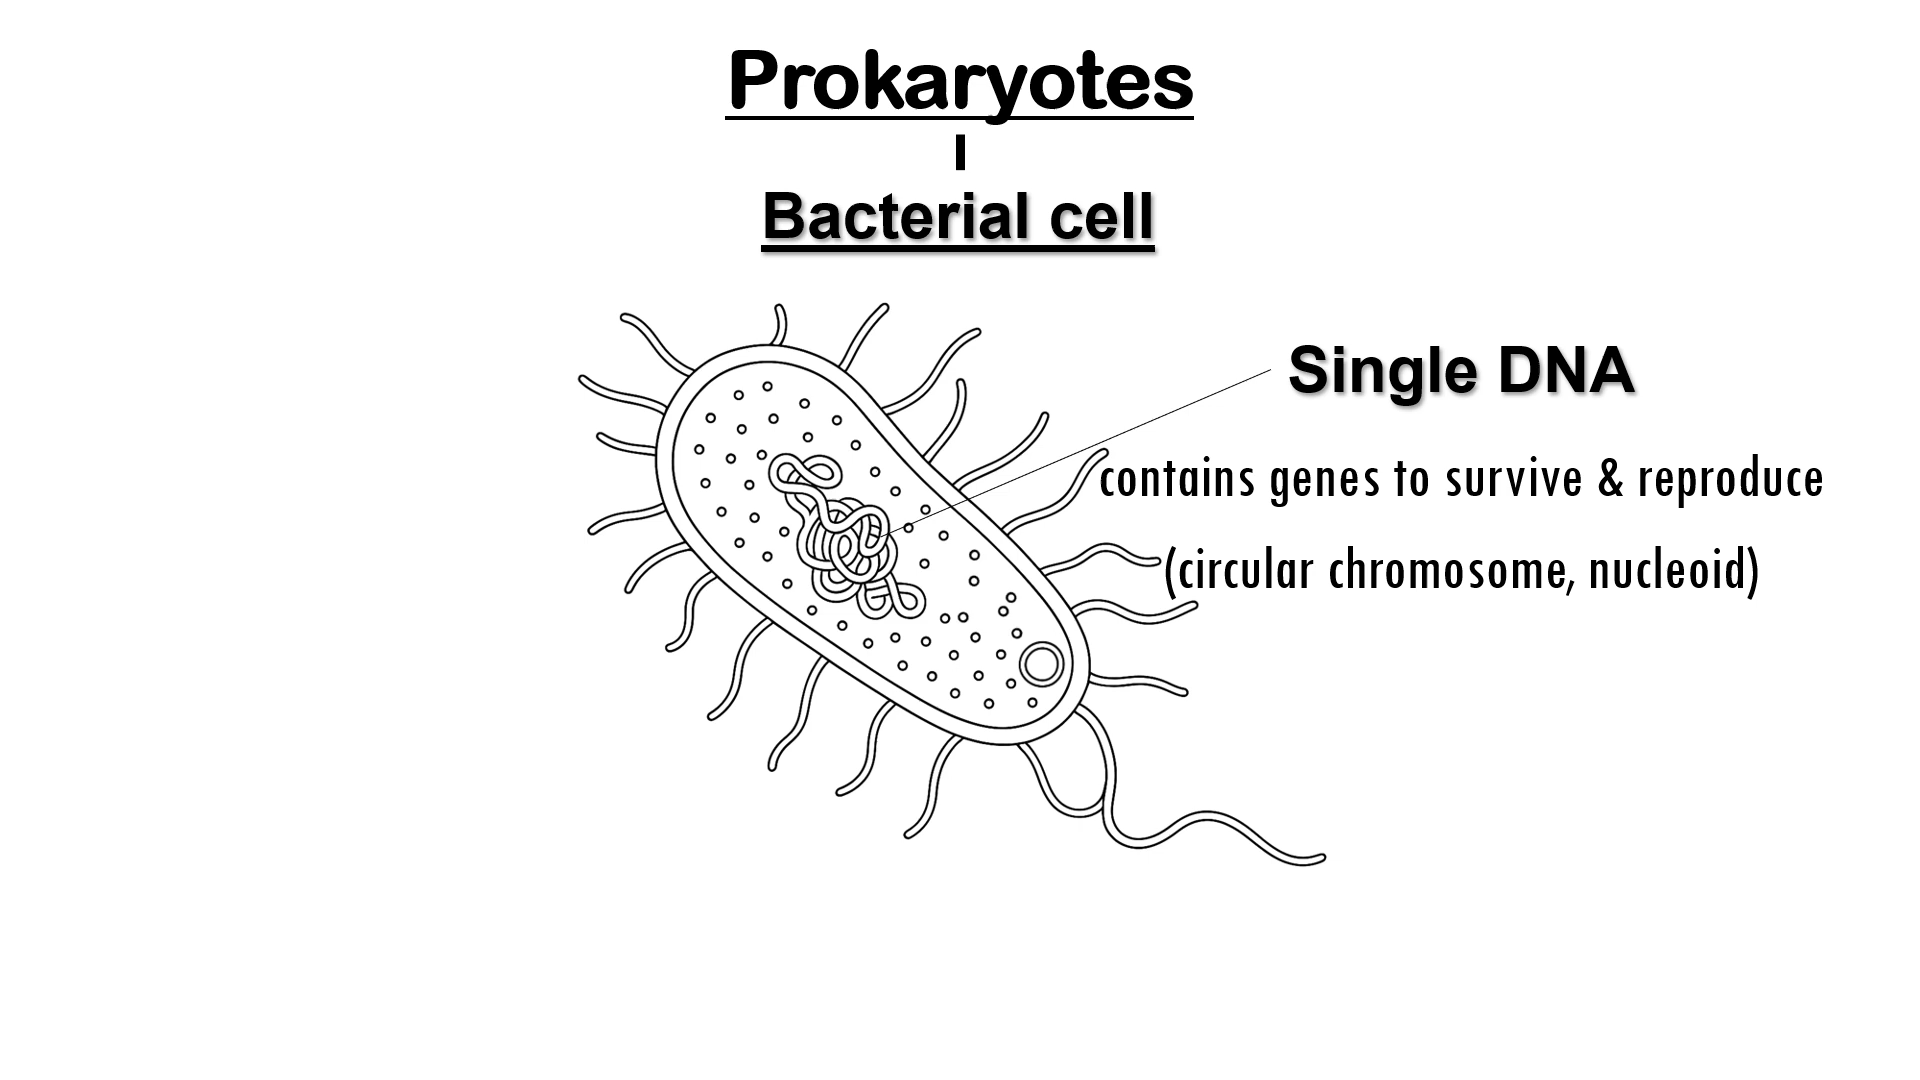 Prokaryotes
Bacterial cell
Single DNA
contains genes to survive & reproduce
(circular chromosome, nucleoid)